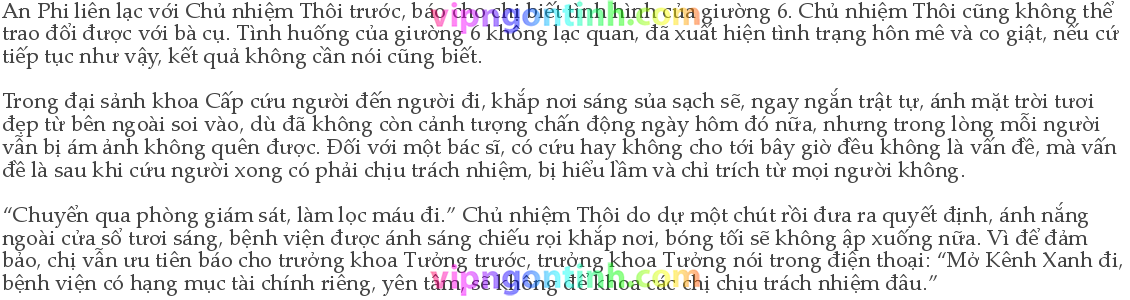 An Phi liên lạc với Chủ nhiệm Thôi trước, báo cho chị biết tình hình của giường 6. Chủ nhiệm Thôi cũng không thể
trao đổi được với bà cụ. Tình huống của giường 6 không lạc quan, đã xuất hiện tình trạng hôn mê và co giật, nếu cứ
tiếp tục như vậy, kết quả không cần nói cũng biết.
Trong đại sảnh khoa Cấp cứu người đến người đi, khắp nơi sáng sủa sạch sẽ, ngay ngắn trật tự, ánh mặt trời tươi
đẹp từ bên ngoài soi vào, dù đã không còn cảnh tượng chấn động ngày hôm đó nữa, nhưng trong lòng mỗi người
vẫn bị ám ảnh không quên được. Đối với một bác sĩ, có cứu hay không cho tới bây giờ đều không là vấn đề, mà vấn
đề là sau khi cứu người xong có phải chịu trách nhiệm, bị hiểu lầm và chỉ trích từ mọi người không.
“Chuyển qua phòng giám sát, làm lọc máu đi.” Chủ nhiệm Thôi do dự một chút rồi đưa ra quyết định, ánh nắng
ngoài cửa sổ tươi sáng, bệnh viện được ánh sáng chiếu rọi khắp nơi, bóng tối sẽ không ập xuống nữa. Vì để đảm
bảo, chị vẫn ưu tiên báo cho trưởng khoa Tưởng trước, trưởng khoa Tưởng nói trong điện thoại: “Mở Kênh Xanh đi,
bệnh viện có hạng mục tài chính riêng, yên tâm, sẽ không để khoa các chị chịu trách nhiệm đâu.”
vipngontinh.com
vipngontinh.com